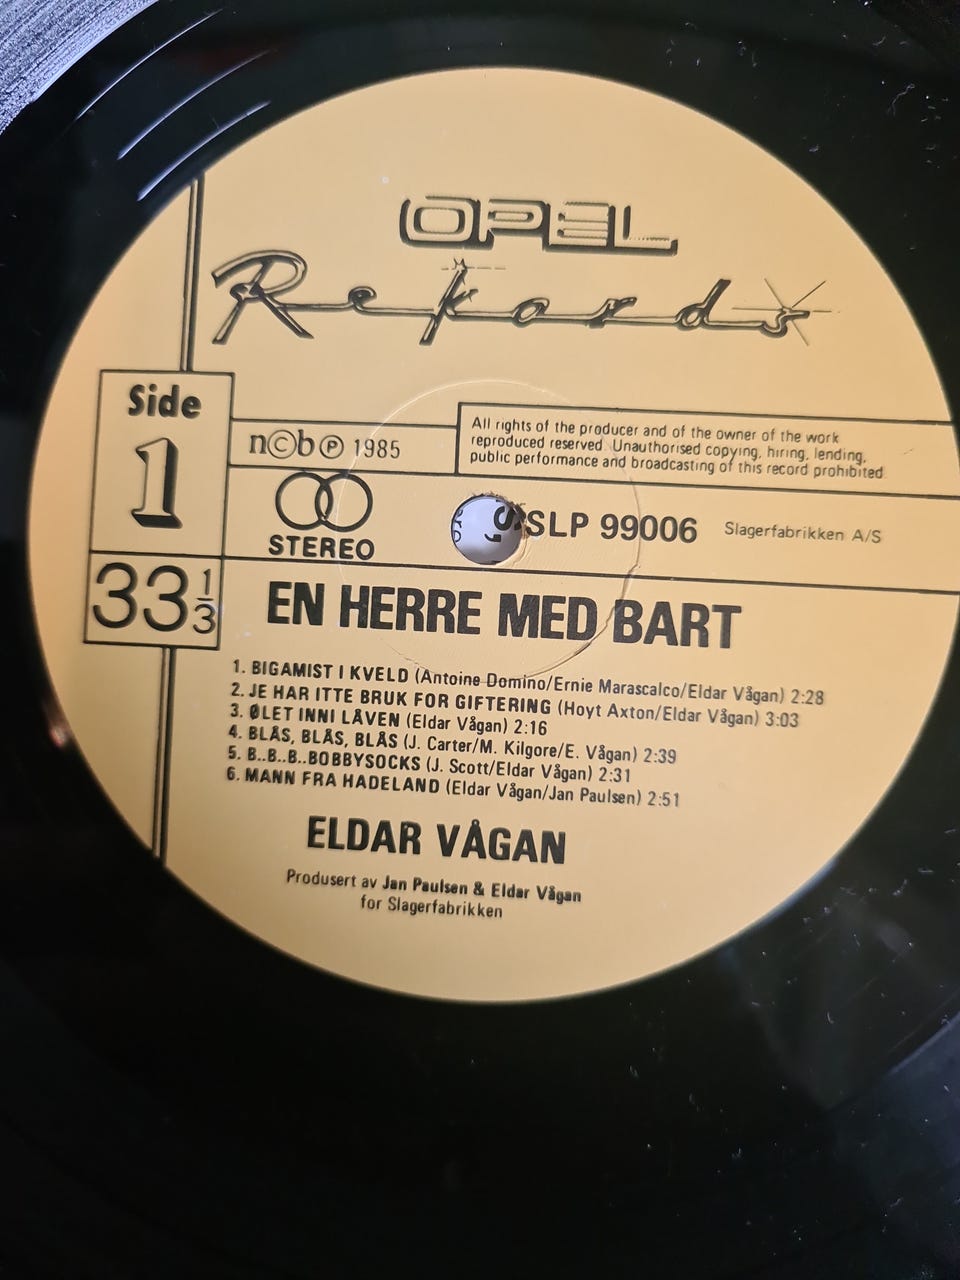 OPEL
Rekords
Side
1
n©b ℗ 1985
All rights of the producer and of the owner of the work
reproduced reserved. Unauthorised copying, hiring, lending,
public performance and broadcasting of this record prohibited.
STEREO
SLP 99006
Slagerfabrikken A/S
33 1/3
EN HERRE MED BART
1. BIGAMIST I KVELD (Antoine Domino/Ernie Marascalco/Eldar Vågan) 2:28
2. JE HAR ITTE BRUK FOR GIFTERING (Hoyt Axton/Eldar Vågan) 3:03
3. ØLET INNI LÅVEN (Eldar Vågan) 2:16
4. BLÅS, BLÅS, BLÅS (J. Carter/M. Kilgore/E. Vågan) 2:39
5. B..B..B..BOBBYSOCKS (J. Scott/Eldar Vågan) 2:31
6. MANN FRA HADELAND (Eldar Vågan/Jan Paulsen) 2:51
ELDAR VÅGAN
Produsert av Jan Paulsen & Eldar Vågan
for Slagerfabrikken